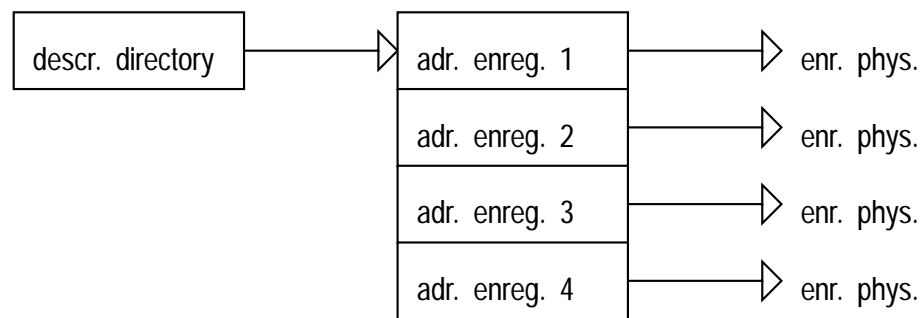 descr. directory
adr. enreg. 1
enr. phys.
adr. enreg. 2
enr. phys.
adr. enreg. 3
enr. phys.
adr. enreg. 4
enr. phys.